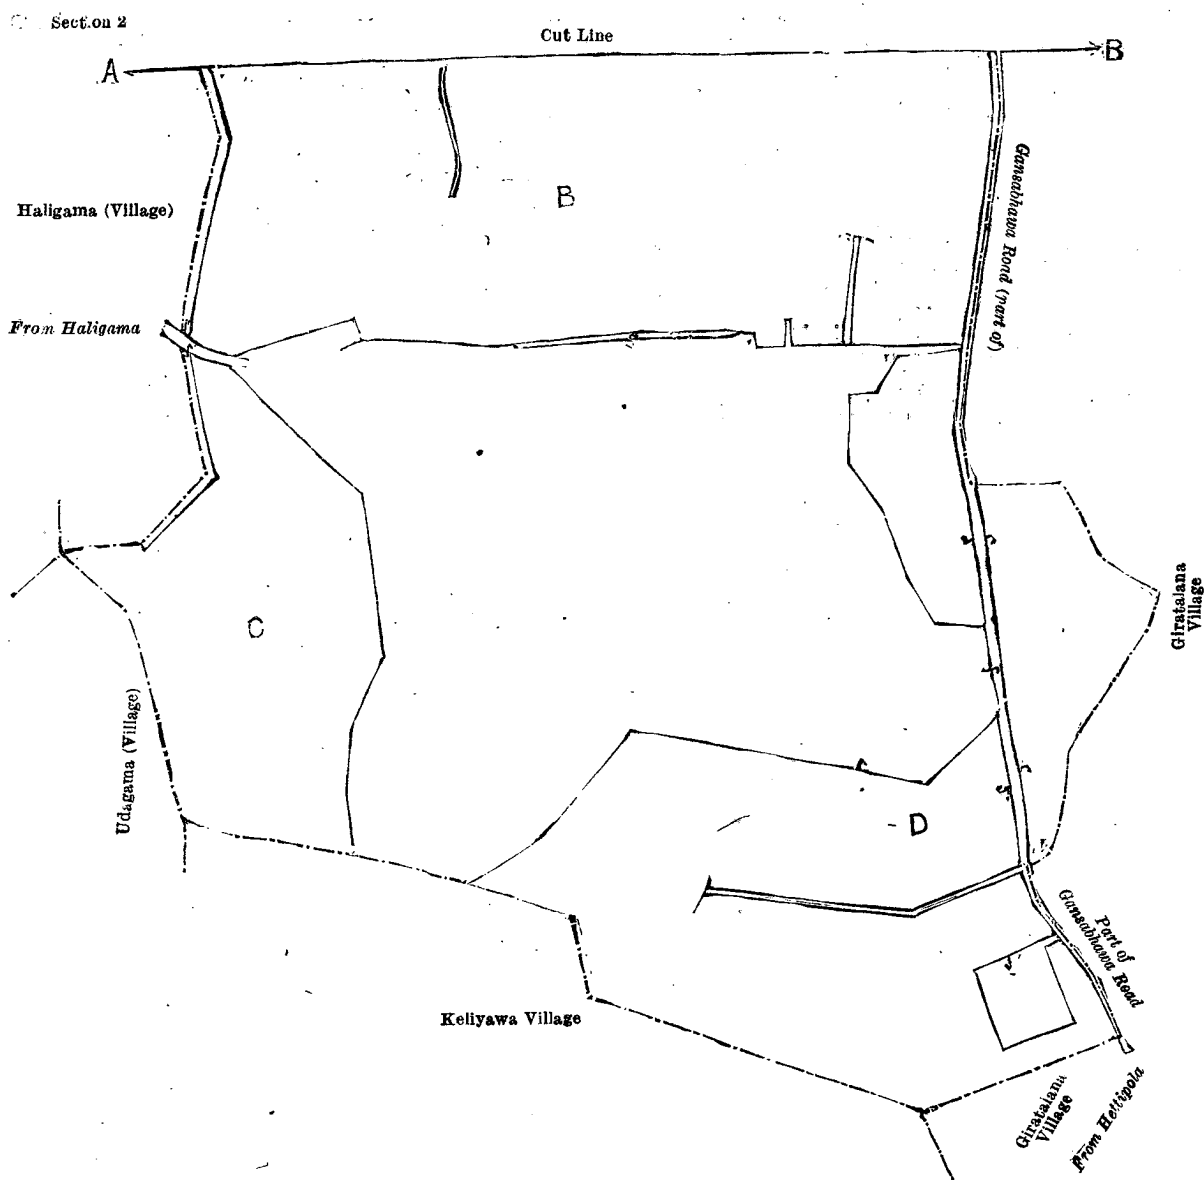 Section 2
Cut Line
A
B
Gansabhawa Road (part of)
B
Haligama (Village)
From Haligama
Giratalana
Village
C
Udagama (Village)
D
Part of
Gansabhawa Road
Keliyawa Village
Giratalana
Village
From Hettipola